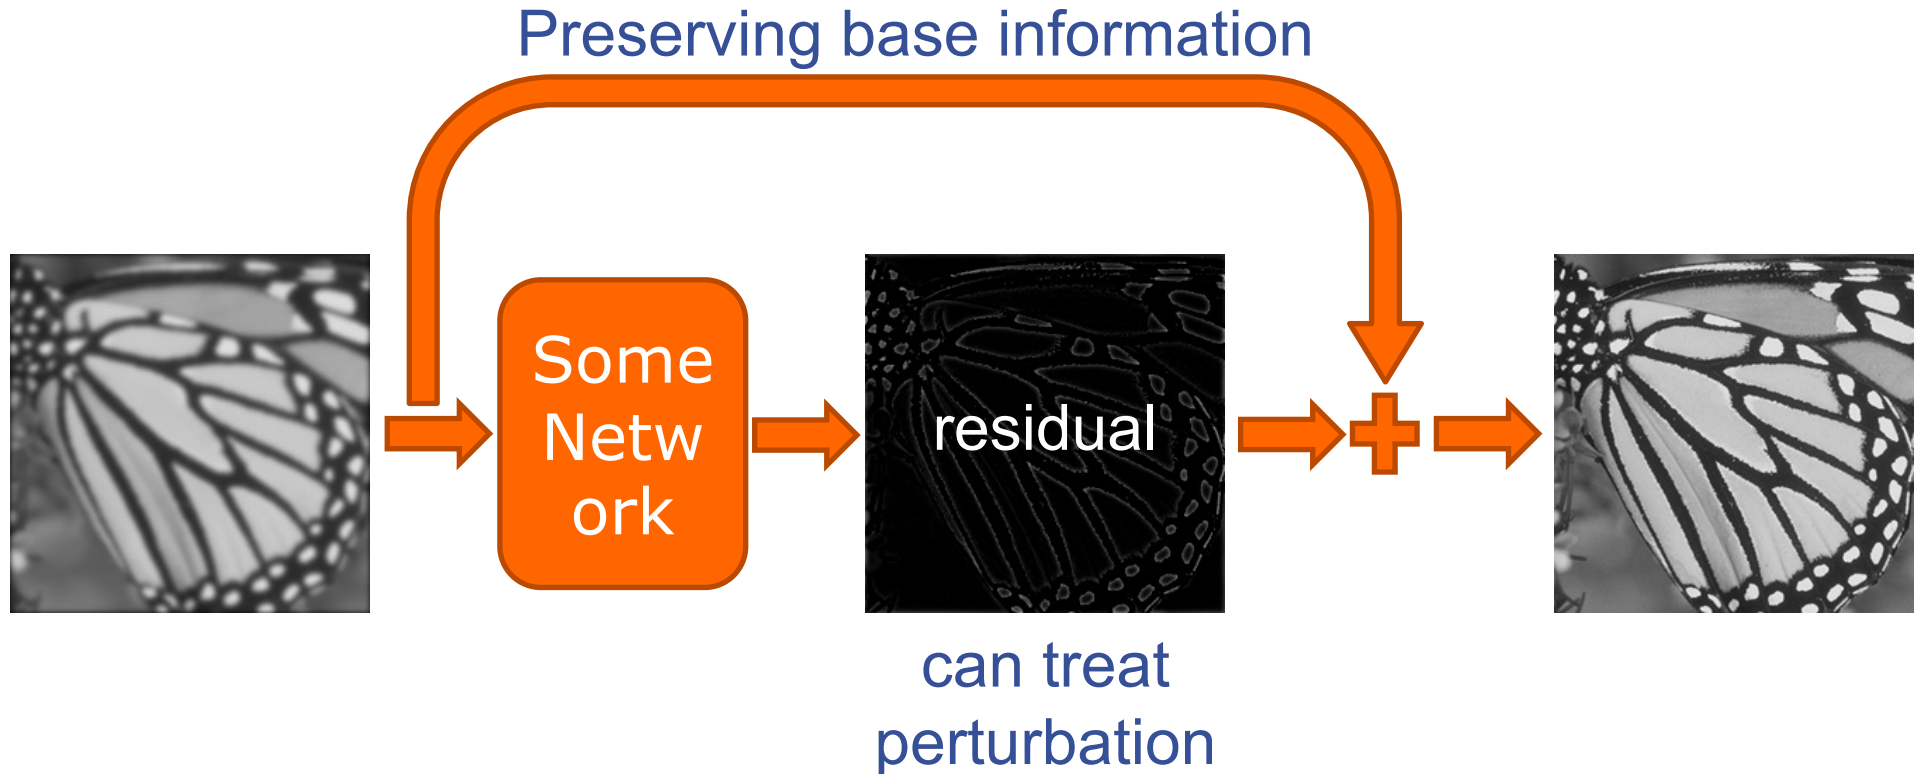 Preserving base information
Some
Netw
ork
residual
can treat
perturbation